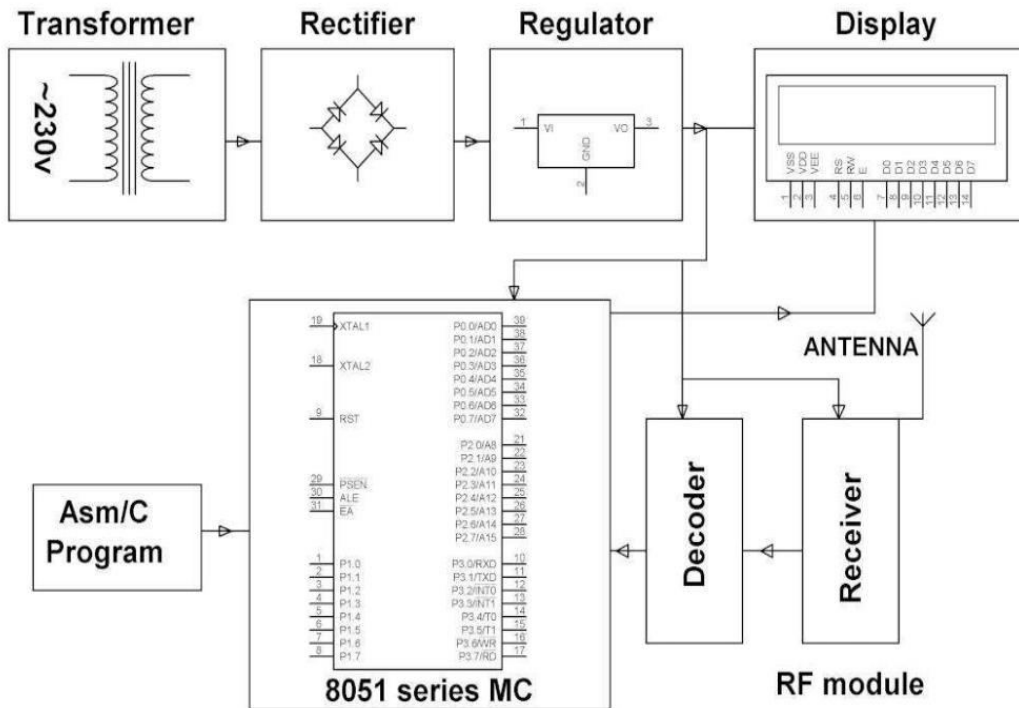 Transformer
Rectifier
Regulator
Display
~230v
1
VI
VO
3
GND
2
VSS
VDD
VEE
RS
RW
E
D0
D1
D2
D3
D4
D5
D6
D7
1
2
3
4
5
6
7
8
9
10
11
12
13
14
19
XTAL1
18
XTAL2
9
RST
29
PSEN
30
ALE
31
EA
1
P1.0
2
P1.1
3
P1.2
4
P1.3
5
P1.4
6
P1.5
7
P1.6
8
P1.7
P0.0/AD0
39
P0.1/AD1
38
P0.2/AD2
37
P0.3/AD3
36
P0.4/AD4
35
P0.5/AD5
34
P0.6/AD6
33
P0.7/AD7
32
P2.0/A8
21
P2.1/A9
22
P2.2/A10
23
P2.3/A11
24
P2.4/A12
25
P2.5/A13
26
P2.6/A14
27
P2.7/A15
28
P3.0/RXD
10
P3.1/TXD
11
P3.2/INT0
12
P3.3/INT1
13
P3.4/T0
14
P3.5/T1
15
P3.6/WR
16
P3.7/RD
17
8051 series MC
Asm/C
Program
ANTENNA
Decoder
Receiver
RF module